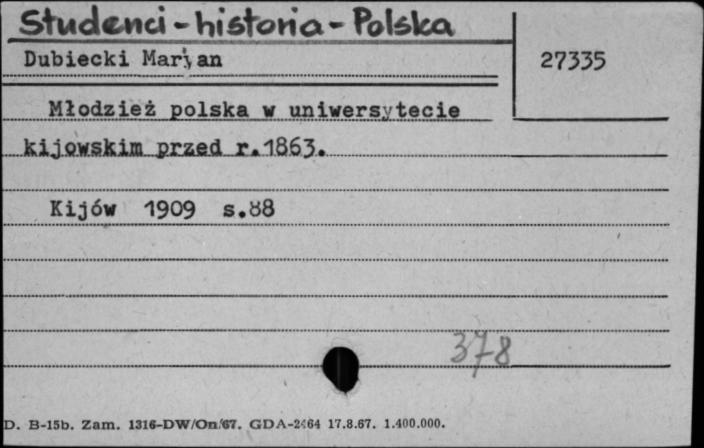 Studenci - historia - Polska
Dubiecki Maryan
27335
Młodzież polska w uniwersytecie
kijowskim przed r.1863.
Kijów 1909 s.88
378
D. B-15b. Zam. 1316-DW/On/67. GDA-2464 17.8.67. 1.400.000.